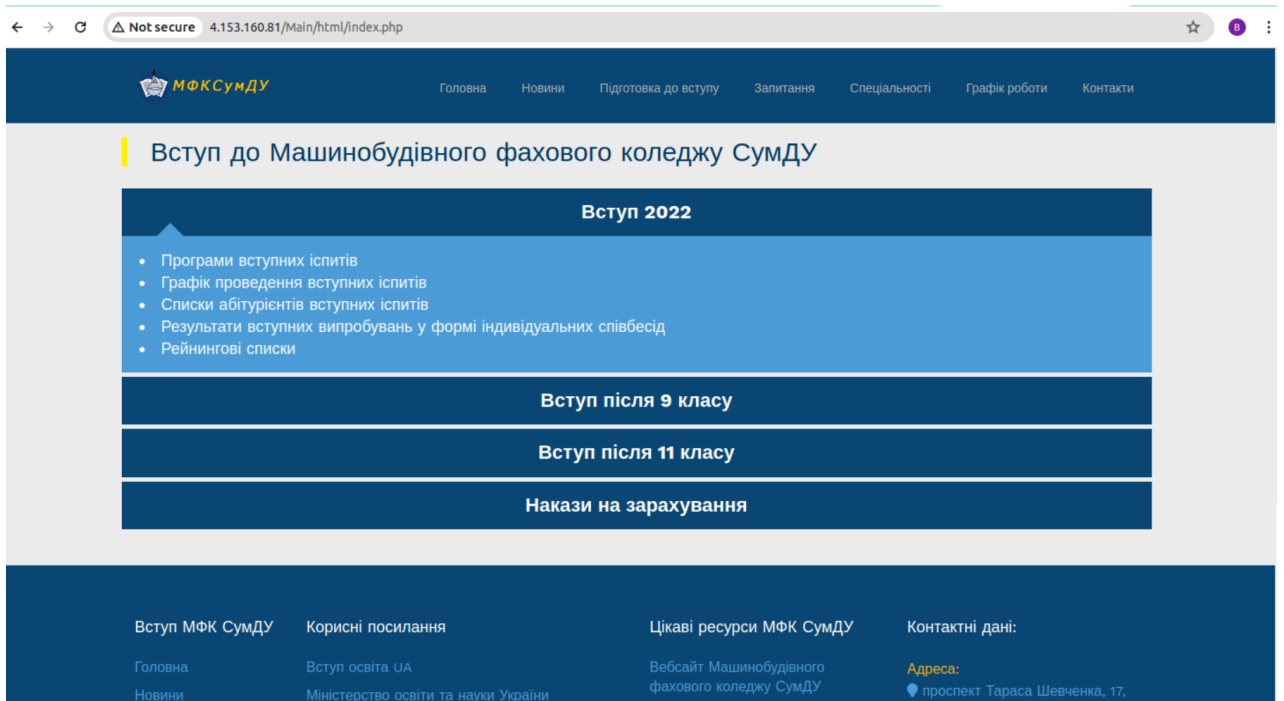 Not secure 4.153.160.81/Main/html/index.php
B
МФКСумДУ
Головна Новини Підготовка до вступу Запитання Спеціальності Графік роботи Контакти
Вступ до Машинобудівного фахового коледжу СумДУ
Вступ 2022
Програми вступних іспитів
Графік проведення вступних іспитів
Списки абітурієнтів вступних іспитів
Результати вступних випробувань у формі індивідуальних співбесід
Рейнингові списки
Вступ після 9 класу
Вступ після 11 класу
Накази на зарахування
Вступ МФК СумДУ
Головна
Новини
Корисні посилання
Вступ освіта UA
Міністерство освіти та науки України
Цікаві ресурси МФК СумДУ
Вебсайт Машинобудівного
фахового коледжу СумДУ
Контактні дані:
Адреса:
проспект Тараса Шевченка, 17,